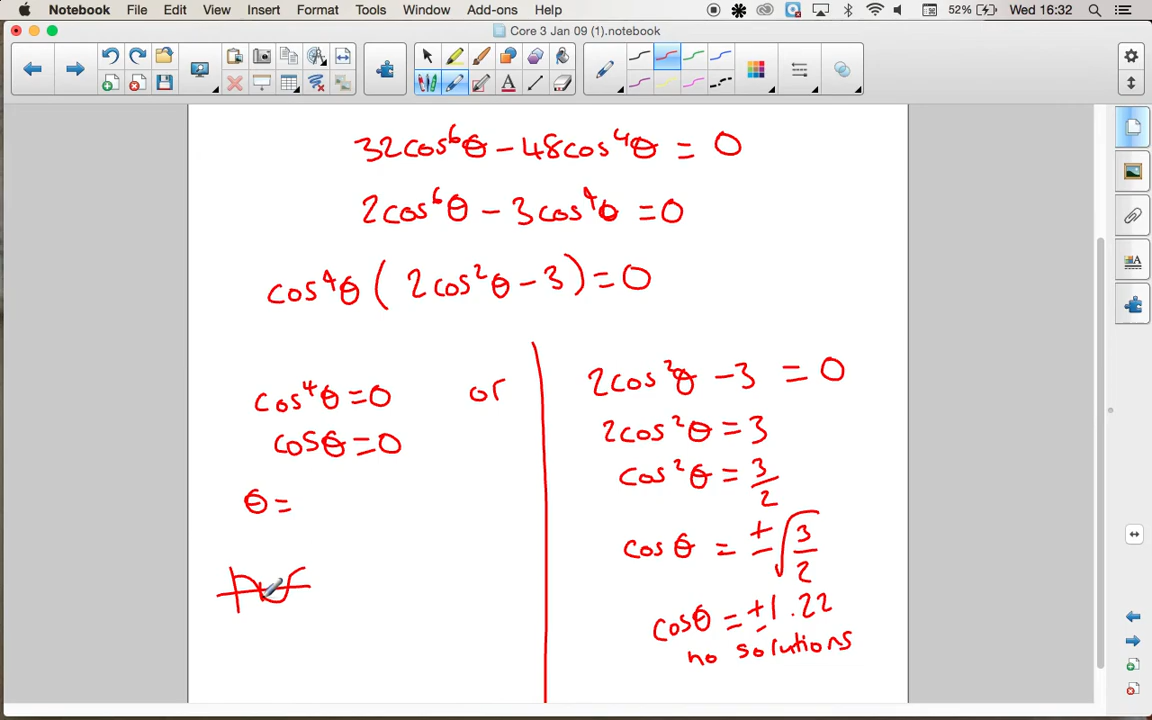 Notebook File Edit View Insert Format Tools Window Add-ons Help 52% Wed 16:32
Core 3 Jan 09 (1).notebook
32cos⁶θ - 48cos⁴θ = 0
2cos⁶θ - 3cos⁴θ = 0
cos⁴θ ( 2cos²θ - 3 ) = 0
cos⁴θ = 0 or
cosθ = 0
θ =
2cos²θ - 3 = 0
2cos²θ = 3
cos²θ = 3/2
cos θ = ±√(3/2)
cosθ = ±1.22
no solutions